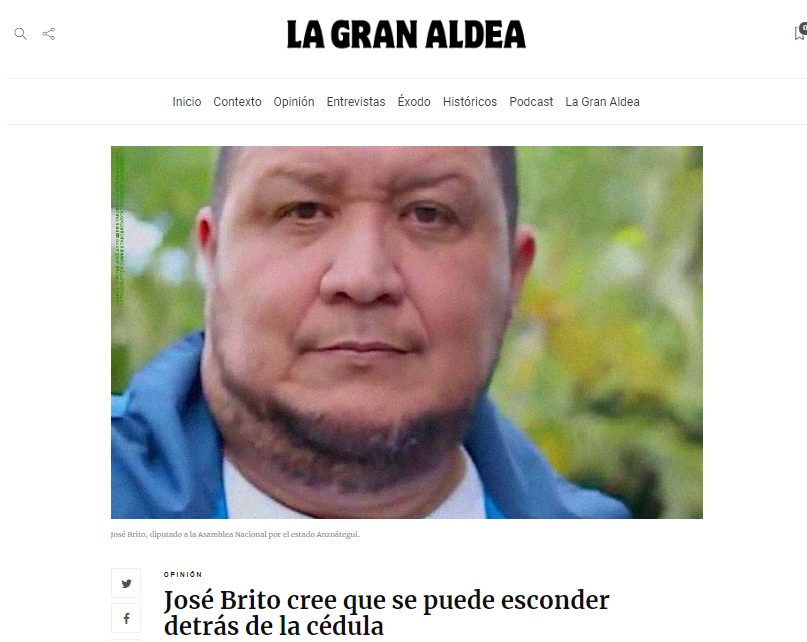 LA GRAN ALDEA
Inicio Contexto Opinión Entrevistas Éxodo Históricos Podcast La Gran Aldea
José Brito, diputado a la Asamblea Nacional por el estado Anzoátegui.
OPINIÓN
José Brito cree que se puede esconder
detrás de la cédula